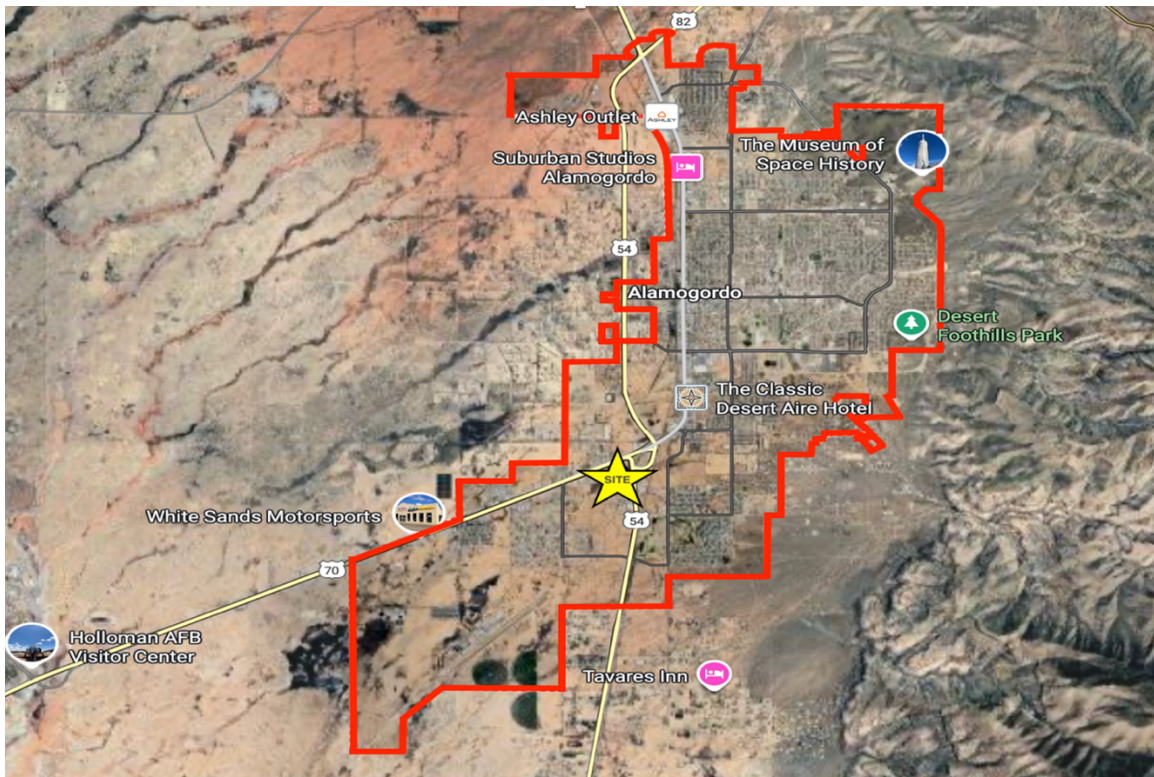 82
Ashley Outlet
ASHLEY
Suburban Studios
Alamogordo
The Museum of
Space History
54
Alamogordo
Desert
Foothills Park
The Classic
Desert Aire Hotel
SITE
White Sands Motorsports
54
70
Holloman AFB
Visitor Center
Tavares Inn